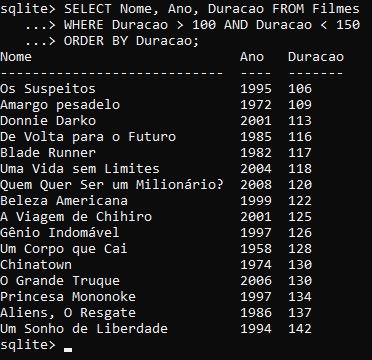 sqlite> SELECT Nome, Ano, Duracao FROM Filmes
   ...> WHERE Duracao > 100 AND Duracao < 150
   ...> ORDER BY Duracao;
Nome                          Ano   Duracao
----------------------------  ----  -------
Os Suspeitos                  1995  106
Amargo pesadelo               1972  109
Donnie Darko                  2001  113
De Volta para o Futuro        1985  116
Blade Runner                  1982  117
Uma Vida sem Limites          2004  118
Quem Quer Ser um Milionário?  2008  120
Beleza Americana              1999  122
A Viagem de Chihiro           2001  125
Gênio Indomável               1997  126
Um Corpo que Cai              1958  128
Chinatown                     1974  130
O Grande Truque               2006  130
Princesa Mononoke             1997  134
Aliens, O Resgate             1986  137
Um Sonho de Liberdade         1994  142
sqlite>